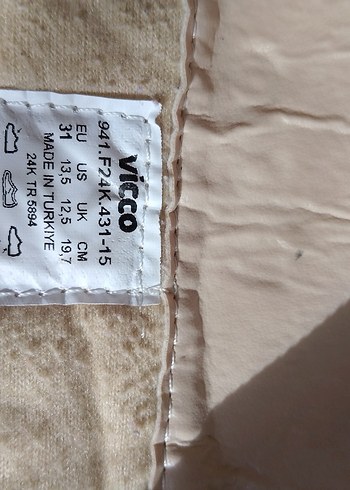 vicco
941.F24K.431-15
EU US UK CM
31 13,5 12,5 19,7
MADE IN TURKIYE
24K TR 5894